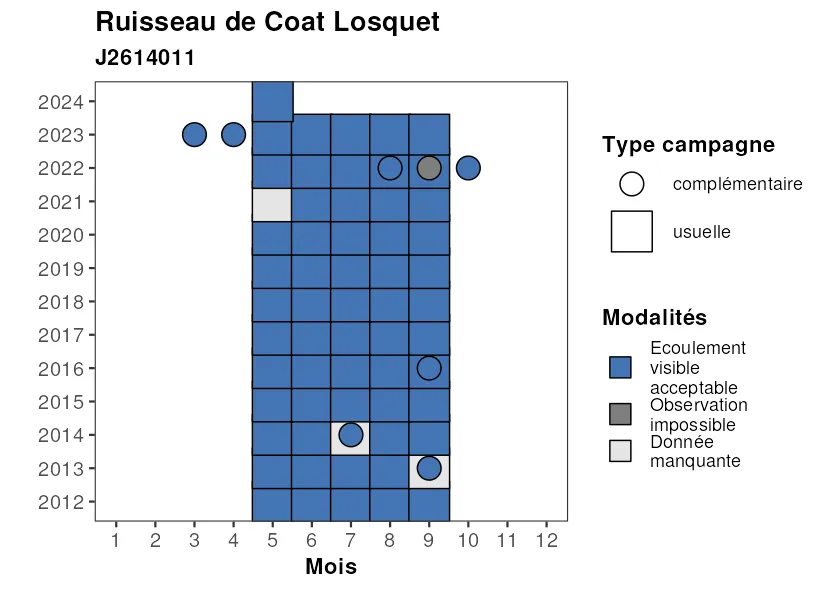 Ruisseau de Coat Losquet
J2614011
2024
2023
2022
2021
2020
2019
2018
2017
2016
2015
2014
2013
2012
1 2 3 4 5 6 7 8 9 10 11 12
Mois
Type campagne
complémentaire
usuelle
Modalités
Ecoulement
visible
acceptable
Observation
impossible
Donnée
manquante